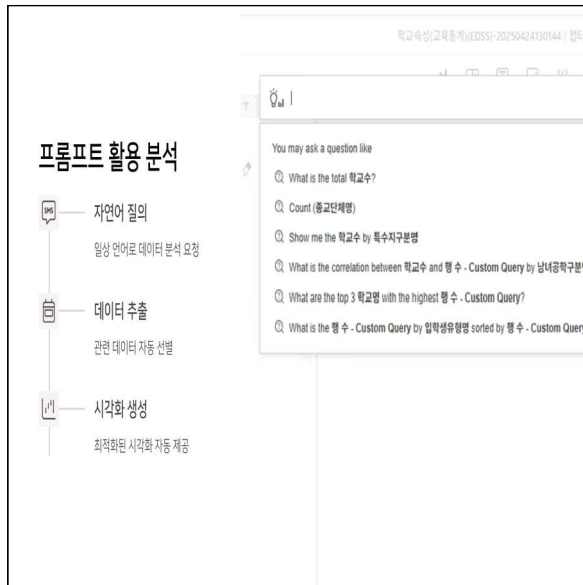 학교속성(교육통계)(EDSS)-20250424130144 | 웹터
프롬프트 활용 분석
SMS
자연어 질의
일상 언어로 데이터 분석 요청
데이터 추출
관련 데이터 자동 선별
시각화 생성
최적화된 시각화 자동 제공
You may ask a question like
What is the total 학교수?
Count (종교단체명)
Show me the 학교수 by 특수지구분명
What is the correlation between 학교수 and 행 수 - Custom Query by 남녀공학구분명
What are the top 3 학교명 with the highest 행 수 - Custom Query?
What is the 행 수 - Custom Query by 입학생유형명 sorted by 행 수 - Custom Query